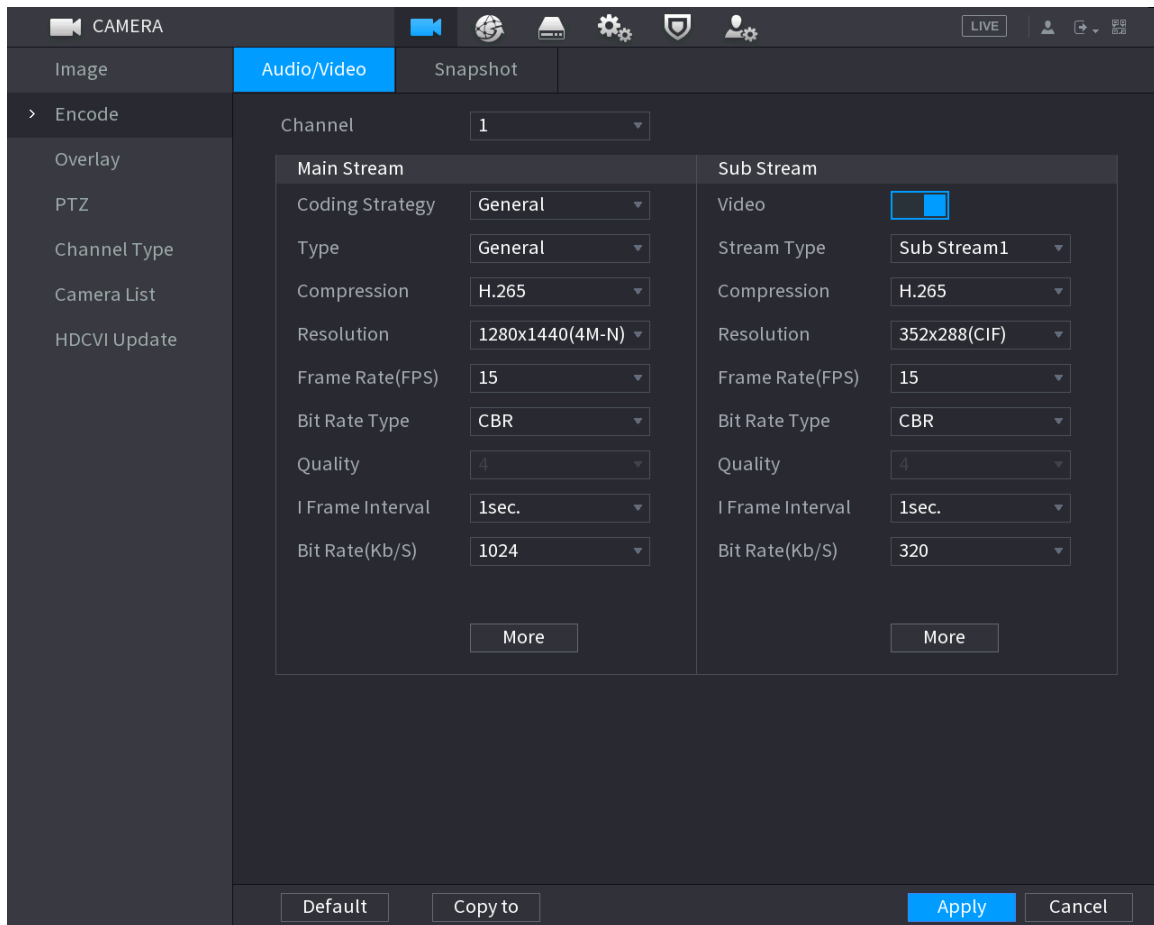 CAMERA
LIVE
Image
Encode
Overlay
PTZ
Channel Type
Camera List
HDCVI Update
Audio/Video
Snapshot
Channel 1
Main Stream
Coding Strategy General
Type General
Compression H.265
Resolution 1280x1440(4M-N)
Frame Rate(FPS) 15
Bit Rate Type CBR
Quality 4
I Frame Interval 1sec.
Bit Rate(Kb/S) 1024
More
Sub Stream
Video
Stream Type Sub Stream1
Compression H.265
Resolution 352x288(CIF)
Frame Rate(FPS) 15
Bit Rate Type CBR
Quality 4
I Frame Interval 1sec.
Bit Rate(Kb/S) 320
More
Default
Copy to
Apply
Cancel